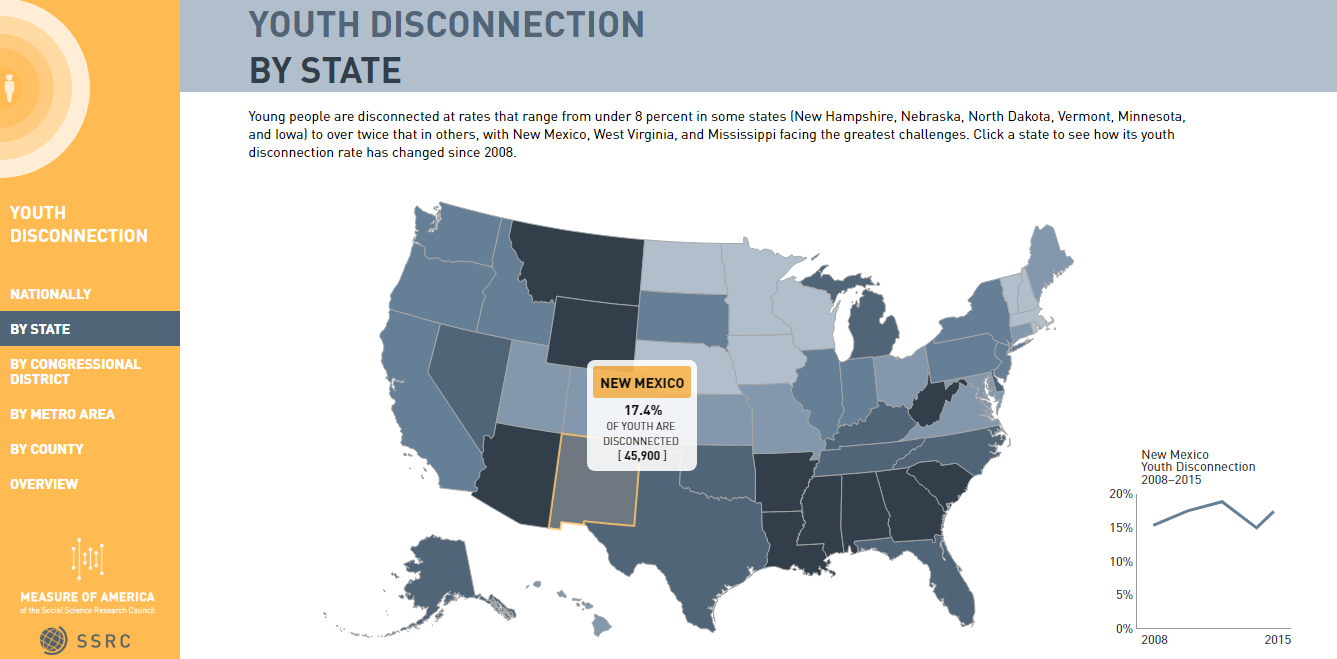 YOUTH DISCONNECTION
BY STATE
Young people are disconnected at rates that range from under 8 percent in some states (New Hampshire, Nebraska, North Dakota, Vermont, Minnesota,
and Iowa) to over twice that in others, with New Mexico, West Virginia, and Mississippi facing the greatest challenges. Click a state to see how its youth
disconnection rate has changed since 2008.
YOUTH
DISCONNECTION
NATIONALLY
BY STATE
BY CONGRESSIONAL
DISTRICT
BY METRO AREA
BY COUNTY
OVERVIEW
MEASURE OF AMERICA
of the Social Science Research Council
SSRC
NEW MEXICO
17.4%
OF YOUTH ARE
DISCONNECTED
[ 45,900 ]
New Mexico
Youth Disconnection
2008–2015
20%
15%
10%
5%
0%
2008 2015